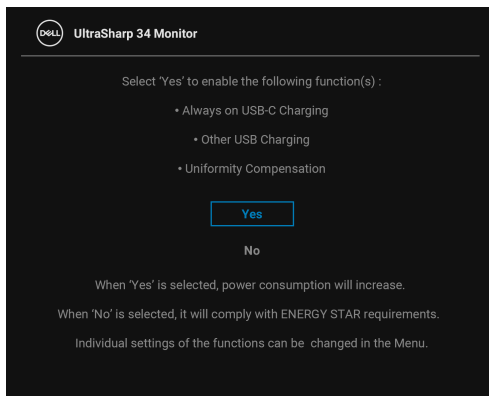 DELL UltraSharp 34 Monitor
Select ‘Yes’ to enable the following function(s) :
• Always on USB-C Charging
• Other USB Charging
• Uniformity Compensation
Yes
No
When ‘Yes’ is selected, power consumption will increase.
When ‘No’ is selected, it will comply with ENERGY STAR requirements.
Individual settings of the functions can be changed in the Menu.